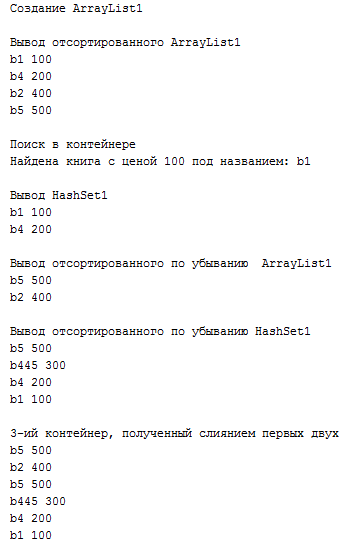 Создание ArrayList1
Вывод отсортированного ArrayList1
b1 100
b4 200
b2 400
b5 500
Поиск в контейнере
Найдена книга с ценой 100 под названием: b1
Вывод HashSet1
b1 100
b4 200
Вывод отсортированного по убыванию  ArrayList1
b5 500
b2 400
Вывод отсортированного по убыванию HashSet1
b5 500
b445 300
b4 200
b1 100
3-ий контейнер, полученный слиянием первых двух
b5 500
b2 400
b5 500
b445 300
b4 200
b1 100